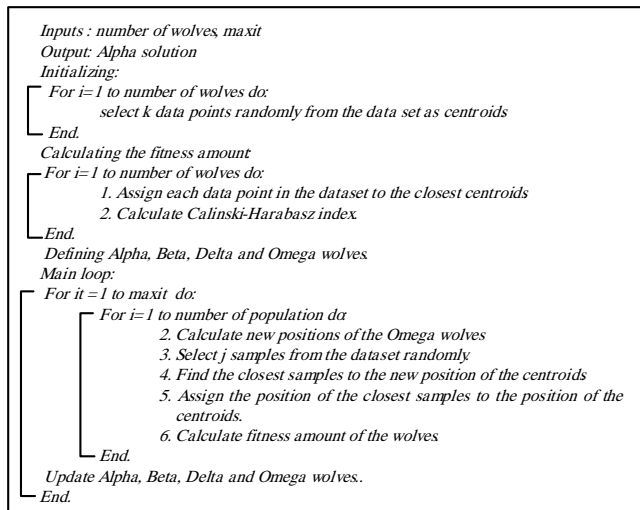 Inputs : number of wolves, maxit
Output: Alpha solution
Initializing:
For i=1 to number of wolves do:
select k data points randomly from the data set as centroids
End.
Calculating the fitness amount:
For i=1 to number of wolves do:
1. Assign each data point in the dataset to the closest centroids
2. Calculate Calinski-Harabasz index.
End.
Defining Alpha, Beta, Delta and Omega wolves.
Main loop:
For it =1 to maxit do:
For i=1 to number of population do:
2. Calculate new positions of the Omega wolves
3. Select j samples from the dataset randomly.
4. Find the closest samples to the new position of the centroids
5. Assign the position of the closest samples to the position of the
centroids.
6. Calculate fitness amount of the wolves.
End.
Update Alpha, Beta, Delta and Omega wolves..
End.